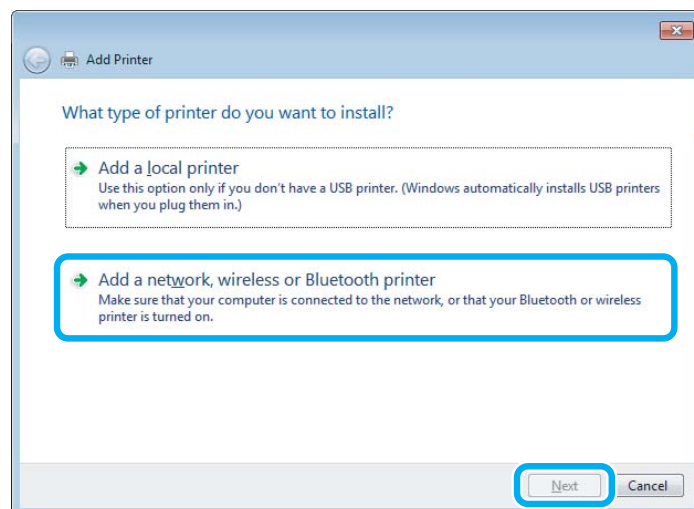 Add Printer
What type of printer do you want to install?
Add a local printer
Use this option only if you don't have a USB printer. (Windows automatically installs USB printers
when you plug them in.)
Add a network, wireless or Bluetooth printer
Make sure that your computer is connected to the network, or that your Bluetooth or wireless
printer is turned on.
Next Cancel